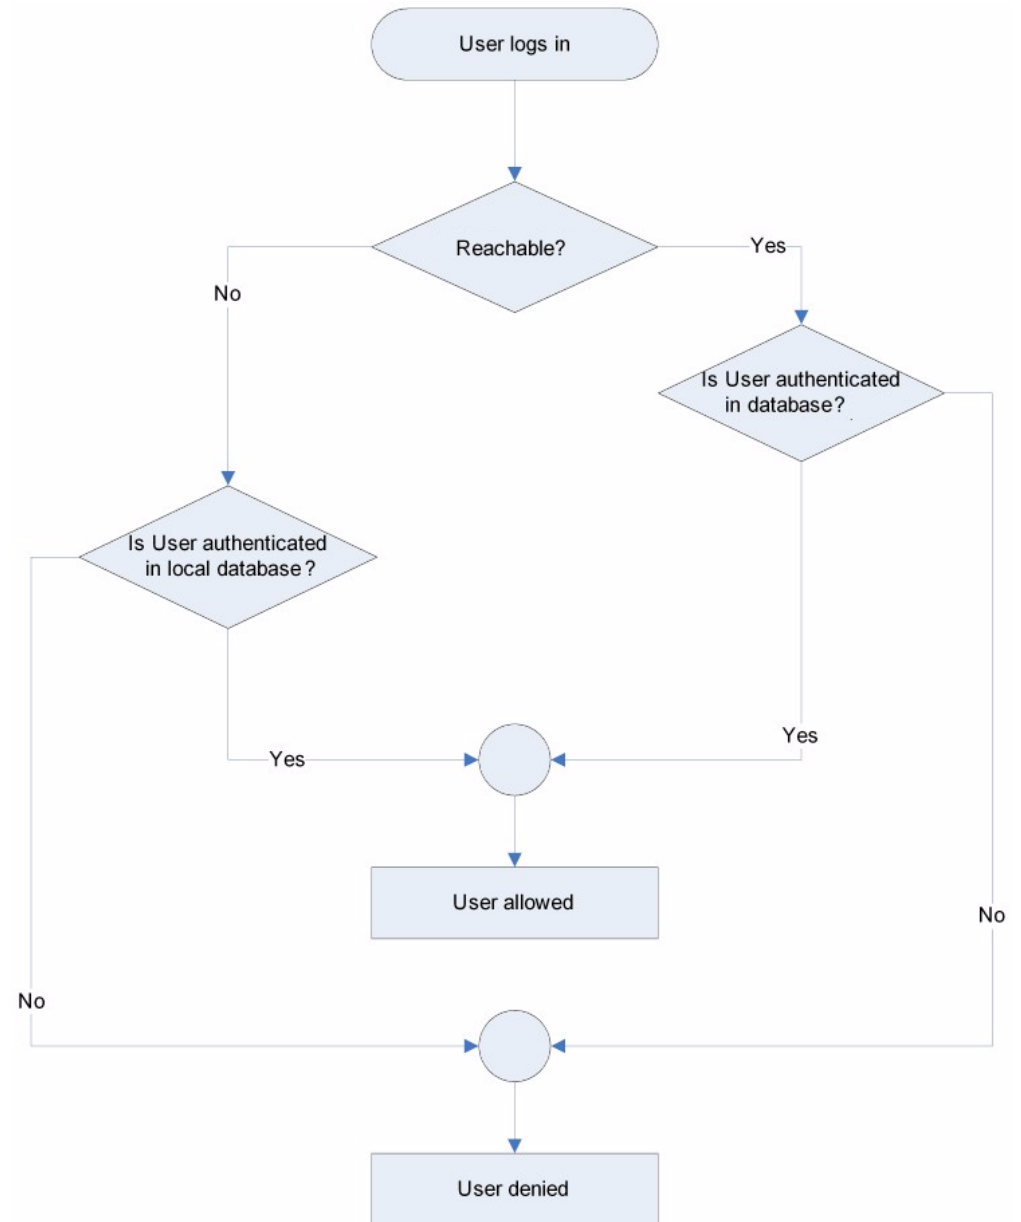 User logs in
Reachable?
Yes
No
Is User authenticated
in database?
Is User authenticated
in local database?
Yes
Yes
User allowed
No
No
User denied